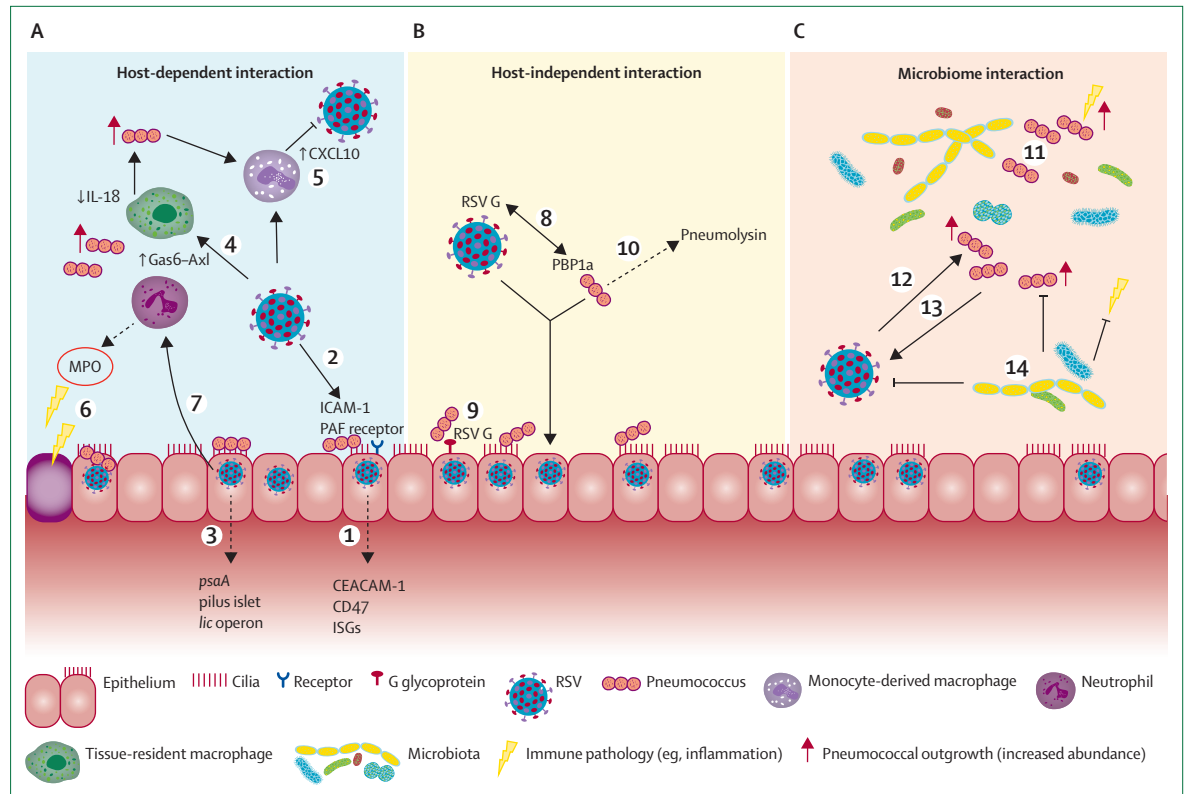 A
B
C
Host-dependent interaction
Host-independent interaction
Microbiome interaction
↑CXCL10
5
↓IL-18
4
↑Gas6–Axl
2
MPO
6
7
ICAM-1
PAF receptor
3
1
psaA
pilus islet
lic operon
CEACAM-1
CD47
ISGs
RSV G
8
PBP1a
10
Pneumolysin
9
RSV G
11
12
13
14
Epithelium
Cilia
Receptor
G glycoprotein
RSV
Pneumococcus
Monocyte-derived macrophage
Neutrophil
Tissue-resident macrophage
Microbiota
Immune pathology (eg, inflammation)
Pneumococcal outgrowth (increased abundance)